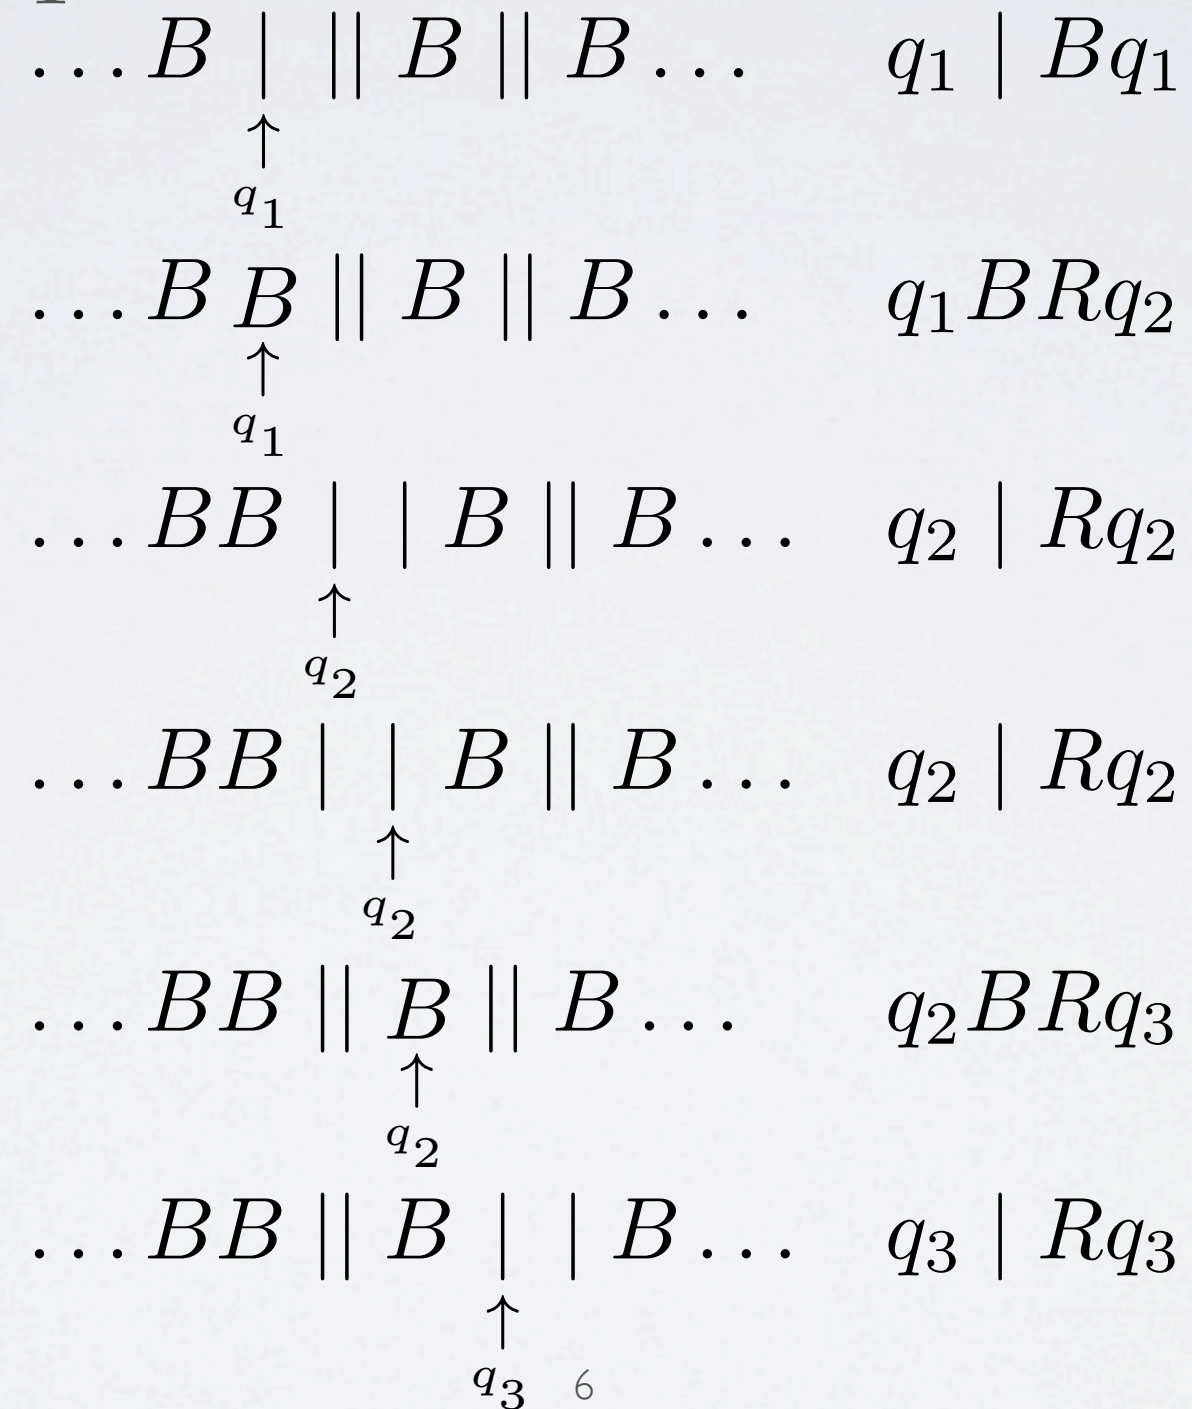 …B | || B || B…    q₁ | Bq₁
↑
q₁
…B B || B || B…    q₁BRq₂
↑
q₁
…BB | | B || B…    q₂ | Rq₂
↑
q₂
…BB | | B || B…    q₂ | Rq₂
↑
q₂
…BB || B || B…    q₂BRq₃
↑
q₂
…BB || B | | B…    q₃ | Rq₃
↑
q₃
6